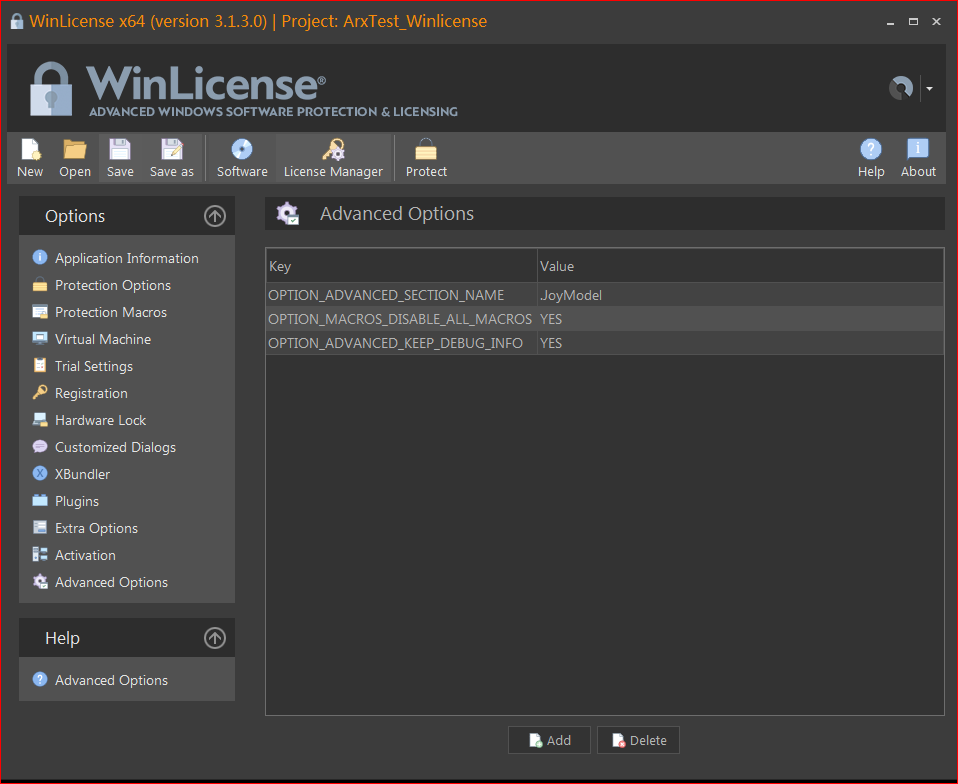 WinLicense x64 (version 3.1.3.0) | Project: ArxTest_Winlicense
WinLicense®
ADVANCED WINDOWS SOFTWARE PROTECTION & LICENSING
New Open Save Save as Software License Manager Protect Help About
Options
Application Information
Protection Options
Protection Macros
Virtual Machine
Trial Settings
Registration
Hardware Lock
Customized Dialogs
XBundler
Plugins
Extra Options
Activation
Advanced Options
Help
Advanced Options
Advanced Options
Key Value
OPTION_ADVANCED_SECTION_NAME .JoyModel
OPTION_MACROS_DISABLE_ALL_MACROS YES
OPTION_ADVANCED_KEEP_DEBUG_INFO YES
Add Delete